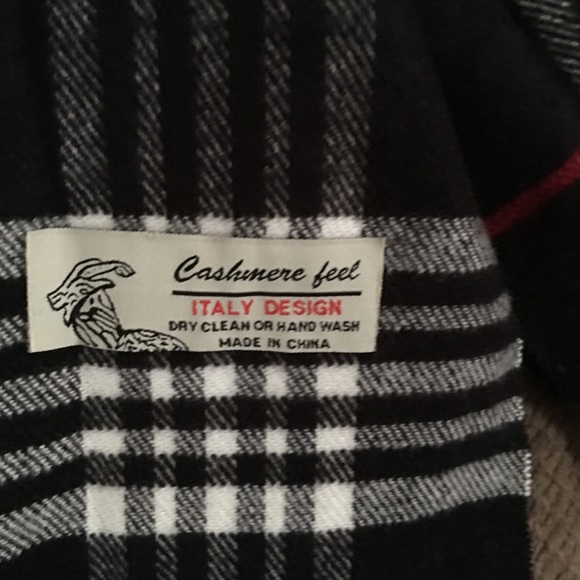 Cashmere feel
ITALY DESIGN
DRY CLEAN OR HAND WASH
MADE IN CHINA